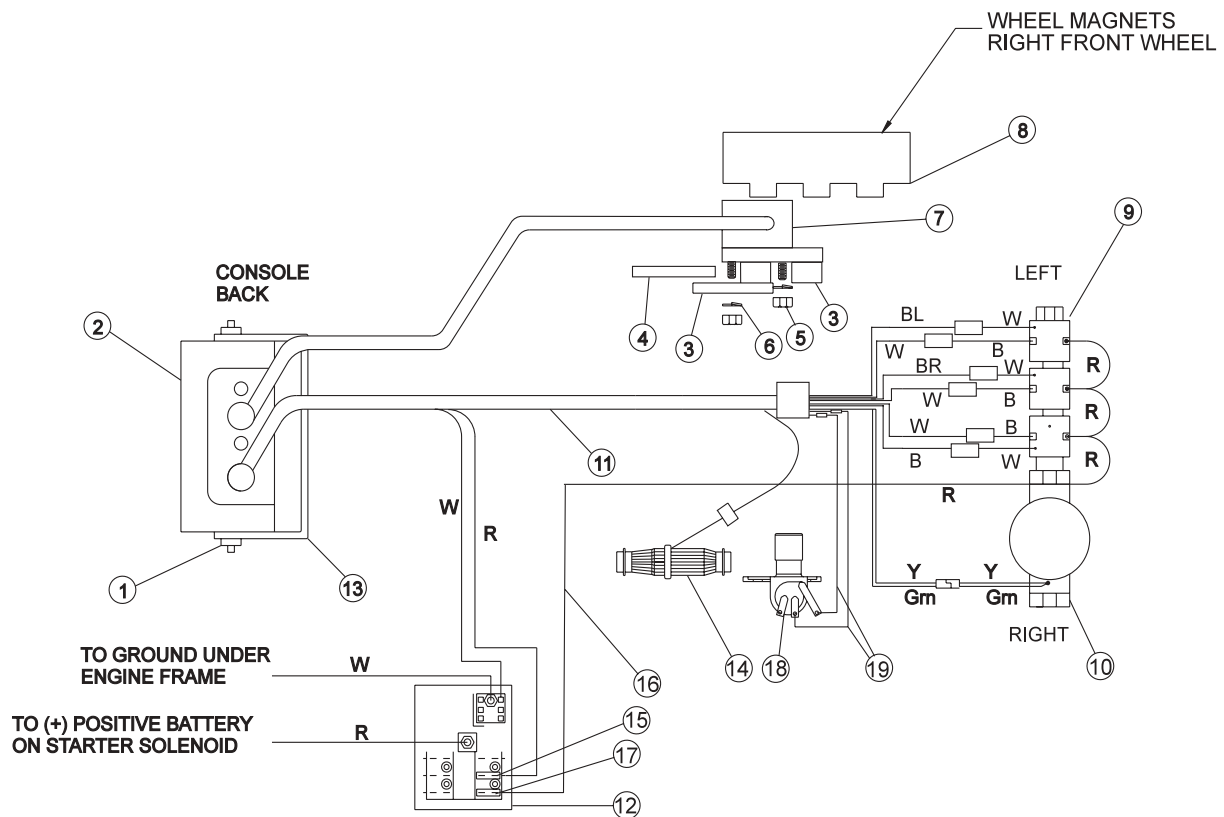 WHEEL MAGNETS
RIGHT FRONT WHEEL
8
7
9
CONSOLE
BACK
LEFT
2
4
3
6
5
3
BL
W
W
B
R
BR
W
W
B
R
W
B
B
W
R
11
R
W
R
1
13
Y
Grn
Y
Grn
14
18
19
16
RIGHT
10
TO GROUND UNDER
ENGINE FRAME
W
TO (+) POSITIVE BATTERY
ON STARTER SOLENOID
R
15
17
12